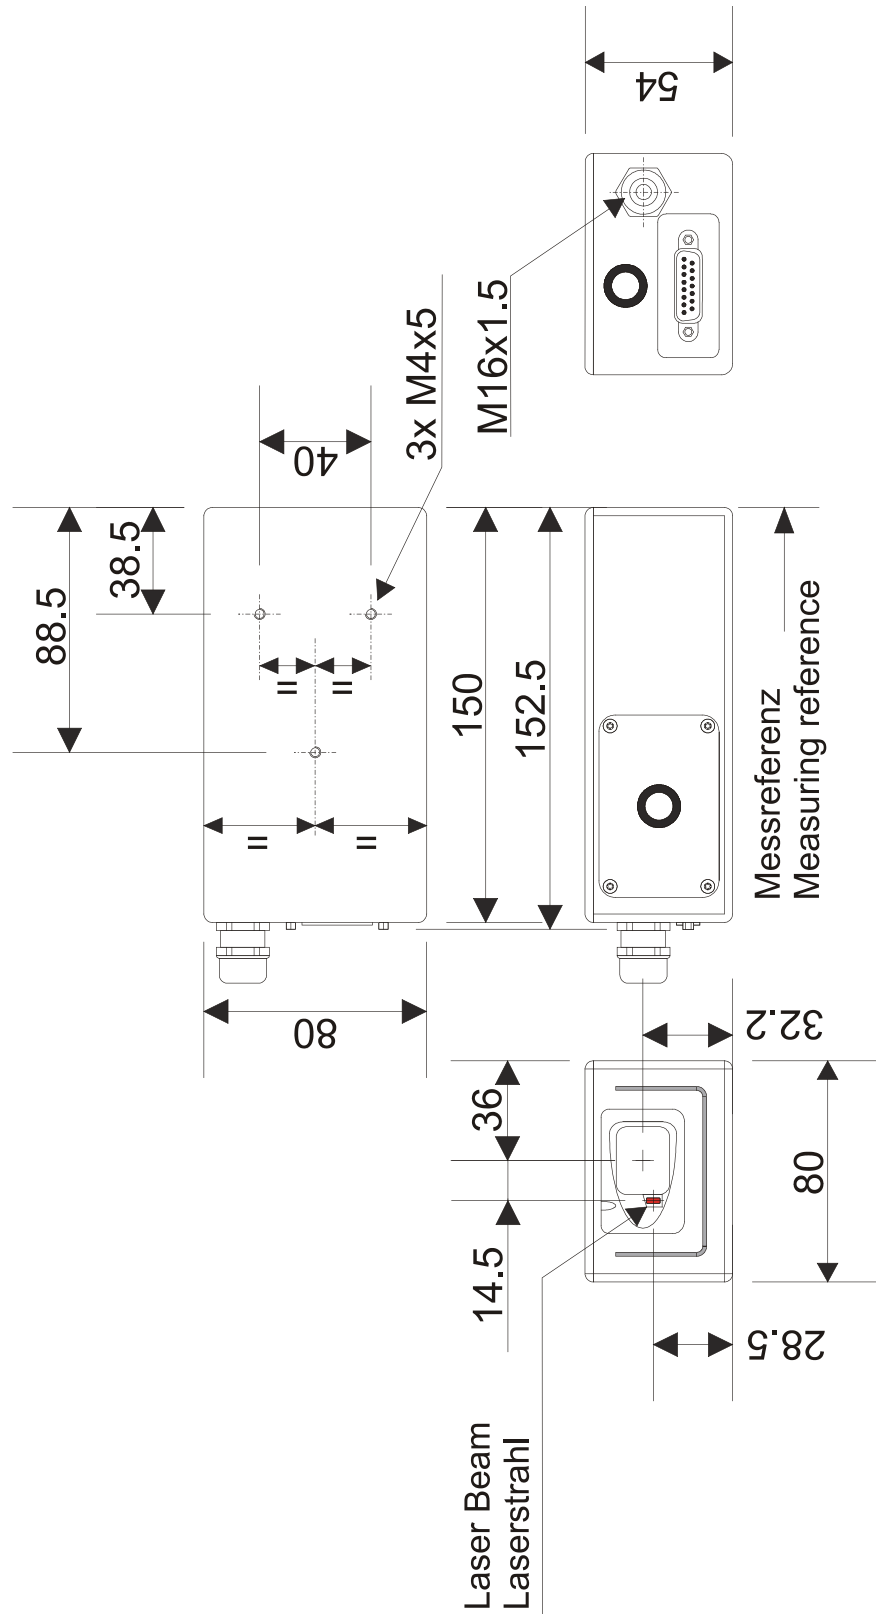 54
M16x1.5
3x M4x5
40
38.5
88.5
=
=
=
=
150
152.5
Messreferenz
Measuring reference
80
32.2
36
80
14.5
28.5
Laser Beam
Laserstrahl